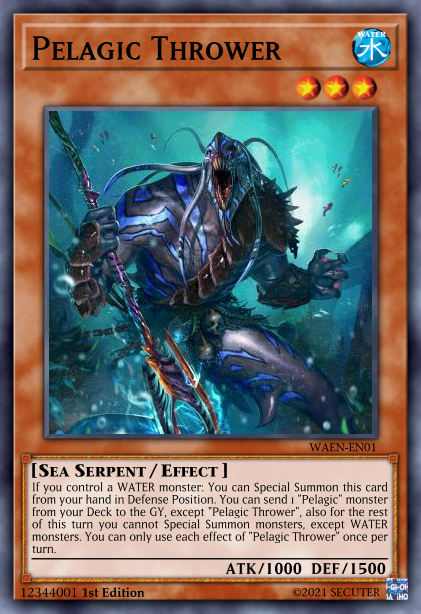 PELAGIC THROWER
WATER
水
WAEN-EN01
[SEA SERPENT / EFFECT ]
If you control a WATER monster: You can Special Summon this card
from your hand in Defense Position. You can send 1 "Pelagic" monster
from your Deck to the GY, except "Pelagic Thrower", also for the rest
of this turn you cannot Special Summon monsters, except WATER
monsters. You can only use each effect of "Pelagic Thrower" once per
turn.
ATK/1000 DEF/1500
12344001 1st Edition ©2021 SECUTER